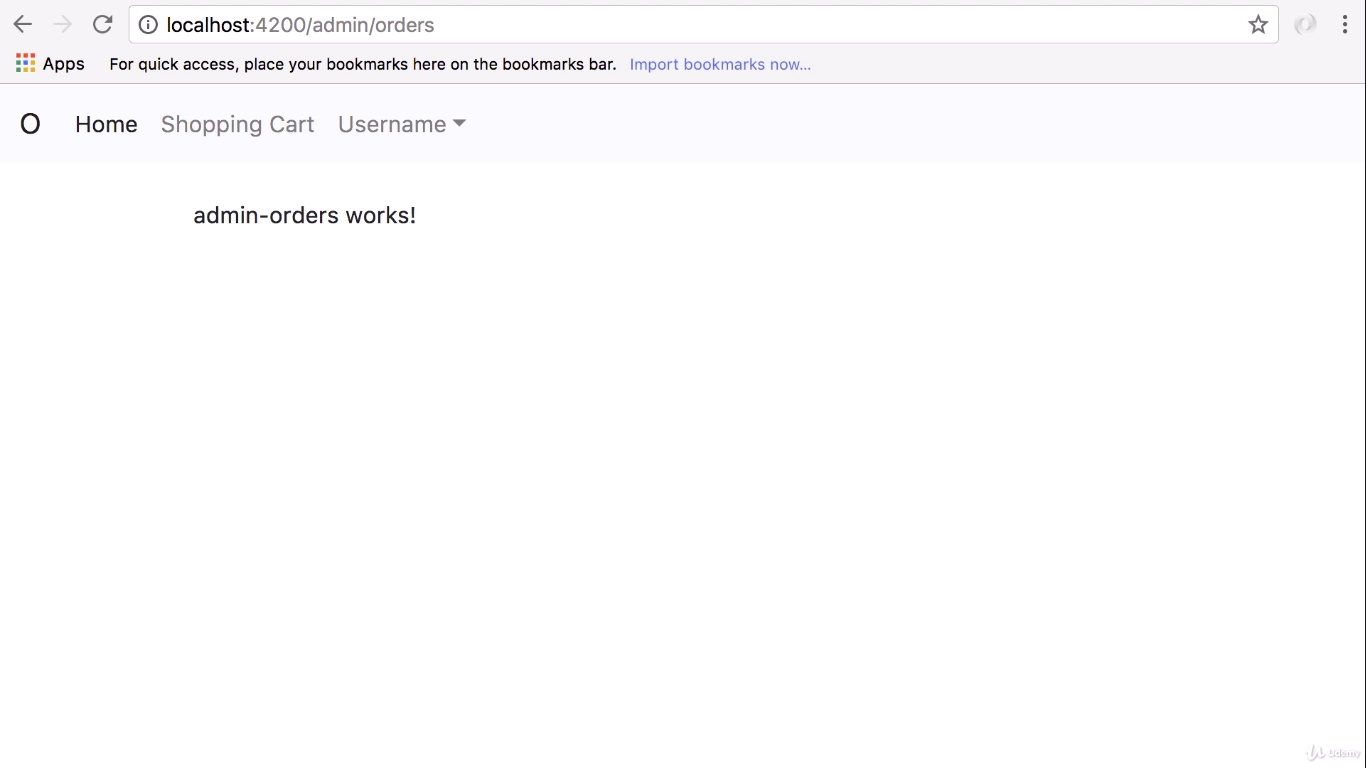 localhost:4200/admin/orders
Apps For quick access, place your bookmarks here on the bookmarks bar. Import bookmarks now...
O Home Shopping Cart Username
admin-orders works!
Udemy